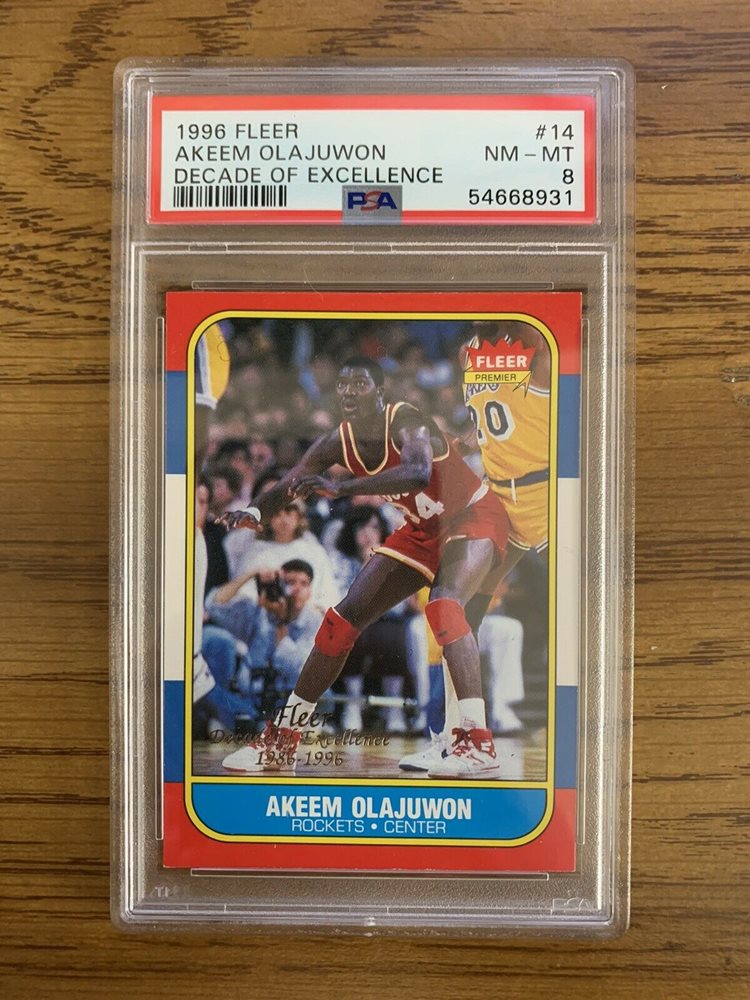 1996 FLEER #14
AKEEM OLAJUWON NM - MT
DECADE OF EXCELLENCE 8
PSA 54668931
FLEER
PREMIER
20
Fleer
Decade of Excellence
1986-1996
AKEEM OLAJUWON
ROCKETS • CENTER
PSA